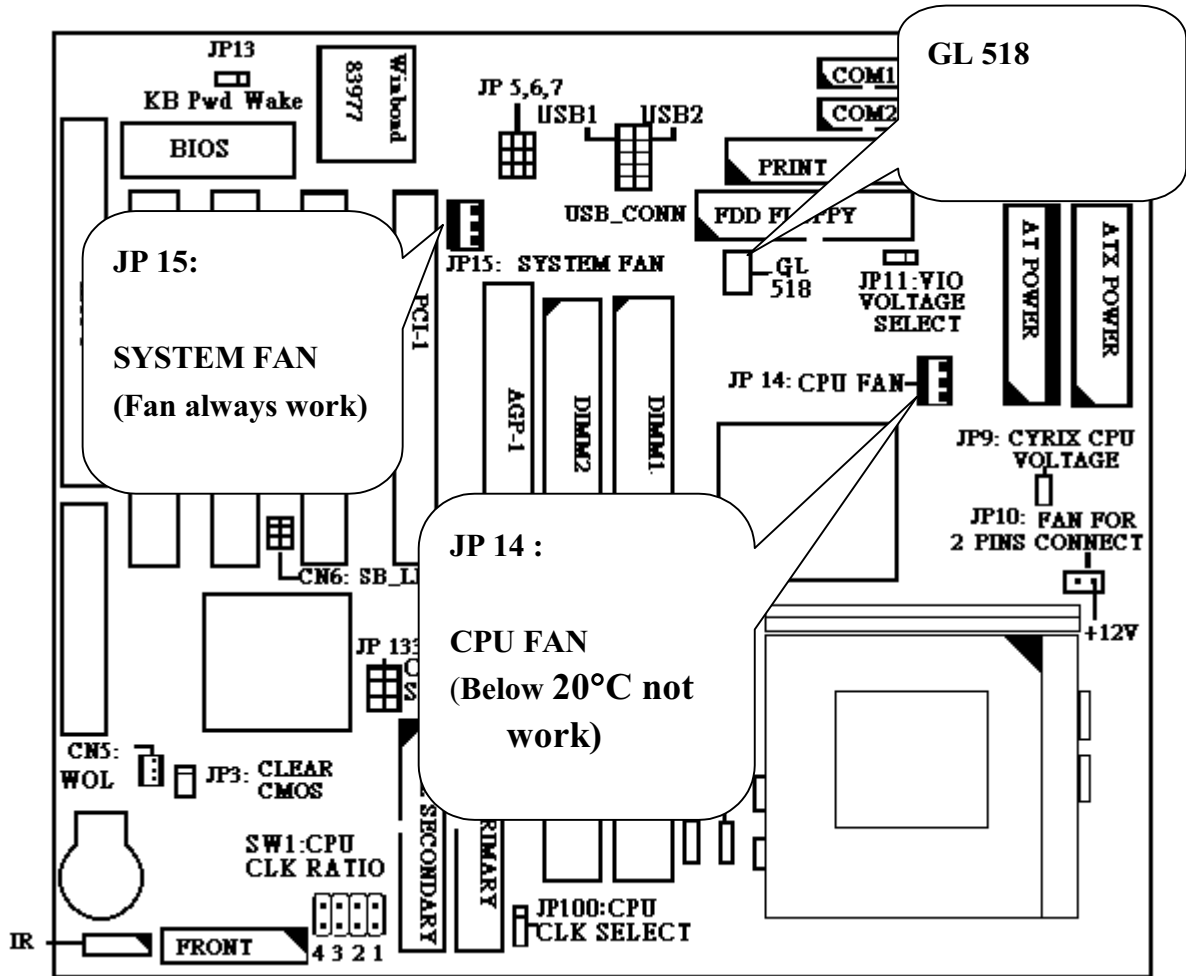 GL 518
JP13
KB Pwd Wake
BIOS
Winbond
83977
JP 5,6,7
USB1
USB2
USB_CONN
COM1
COM2
PRINT
FDD FLOPPY
JP15: SYSTEM FAN
GL
518
JP11:VIO
VOLTAGE
SELECT
AT POWER
ATX POWER
JP 15:
SYSTEM FAN
(Fan always work)
PCI-1
AGP-1
DIMM2
DIMM1
JP 14: CPU FAN
JP9: CYRIX CPU
VOLTAGE
JP10: FAN FOR
2 PINS CONNECT
+12V
JP 14 :
CPU FAN
(Below 20°C not
work)
CN6:
JP 133
CN5:
WOL
JP3: CLEAR
CMOS
SECONDARY
SW1:CPU
CLK RATIO
4 3 2 1
JP100:CPU
CLK SELECT
IR
FRONT